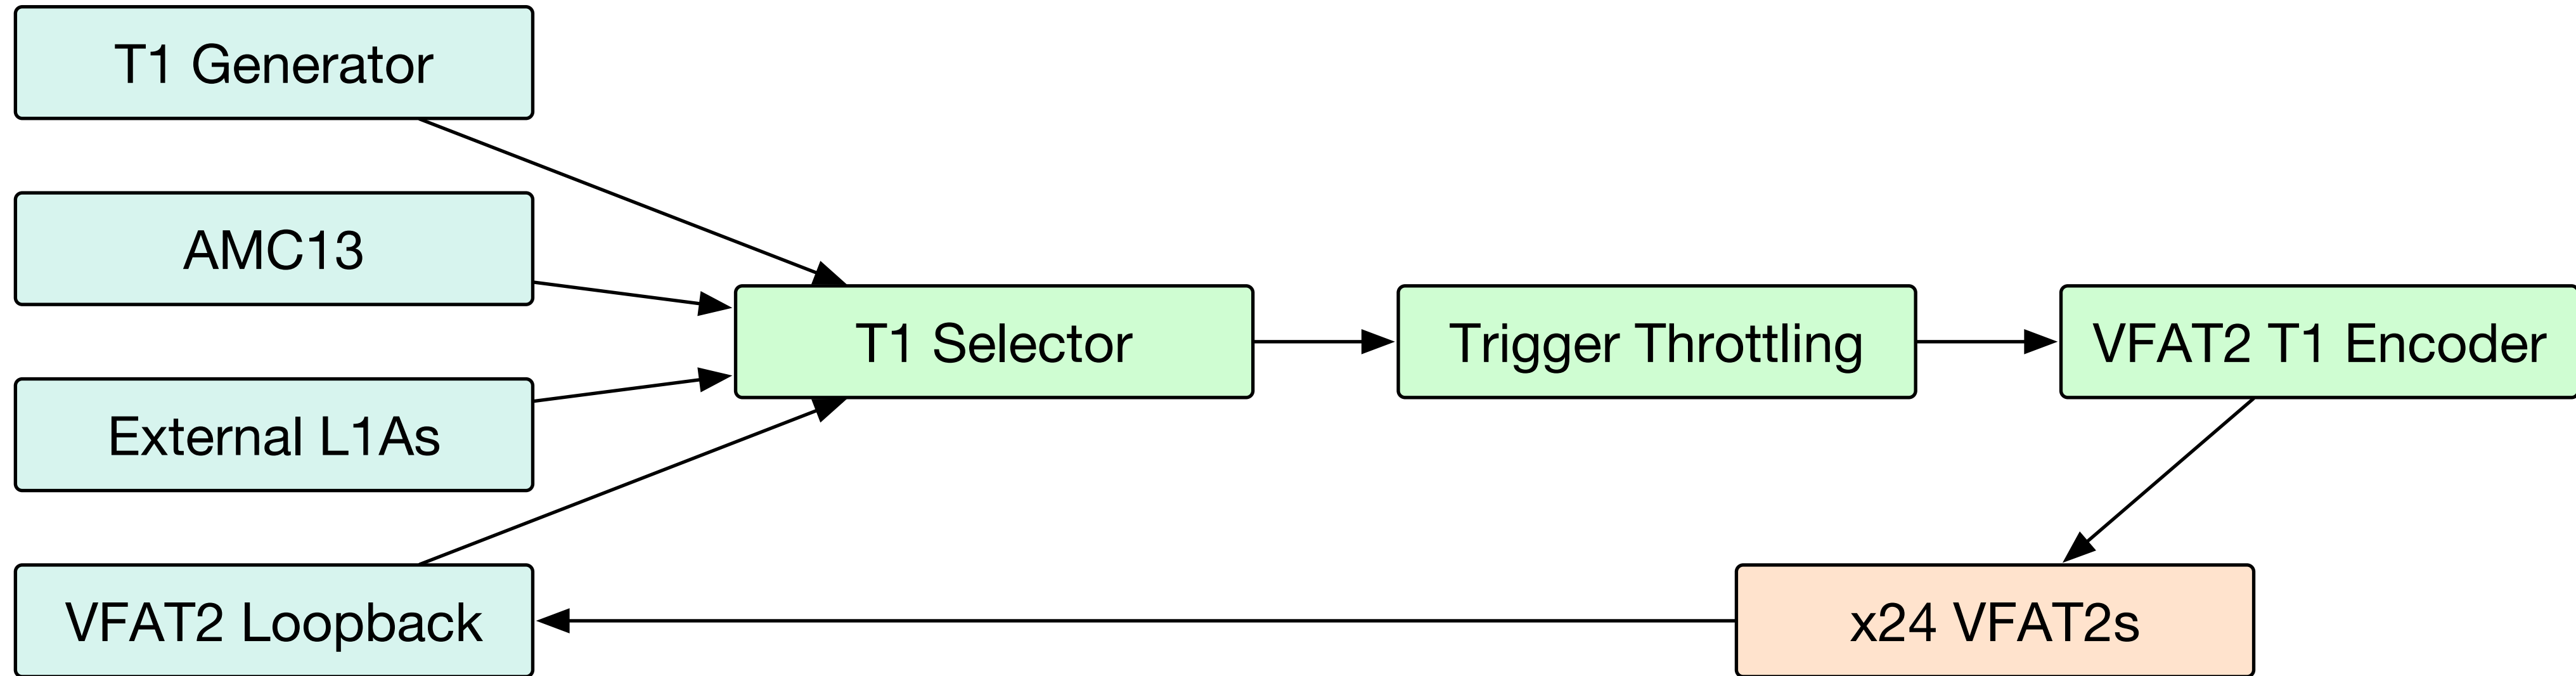 T1 Generator
AMC13
External L1As
VFAT2 Loopback
T1 Selector
Trigger Throttling
VFAT2 T1 Encoder
x24 VFAT2s